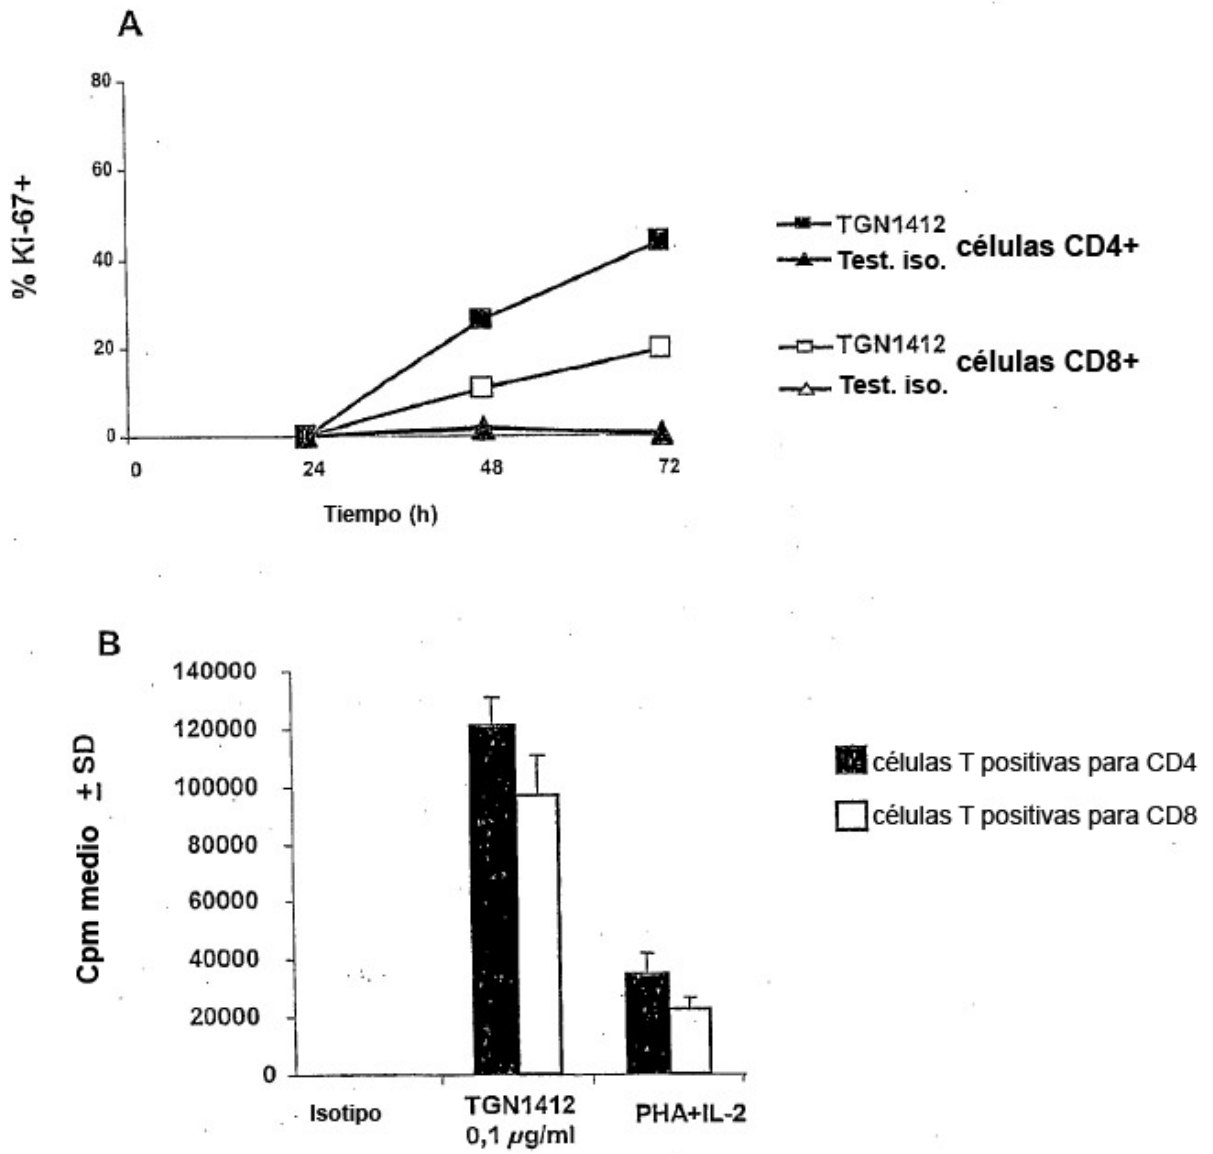 A
80
60
40
20
0
% Ki-67+
0 24 48 72
Tiempo (h)
TGN1412
Test. iso.
células CD4+
TGN1412
Test. iso.
células CD8+
B
140000
120000
100000
80000
60000
40000
20000
0
Cpm medio ± SD
Isotipo
TGN1412
0,1 µg/ml
PHA+IL-2
células T positivas para CD4
células T positivas para CD8